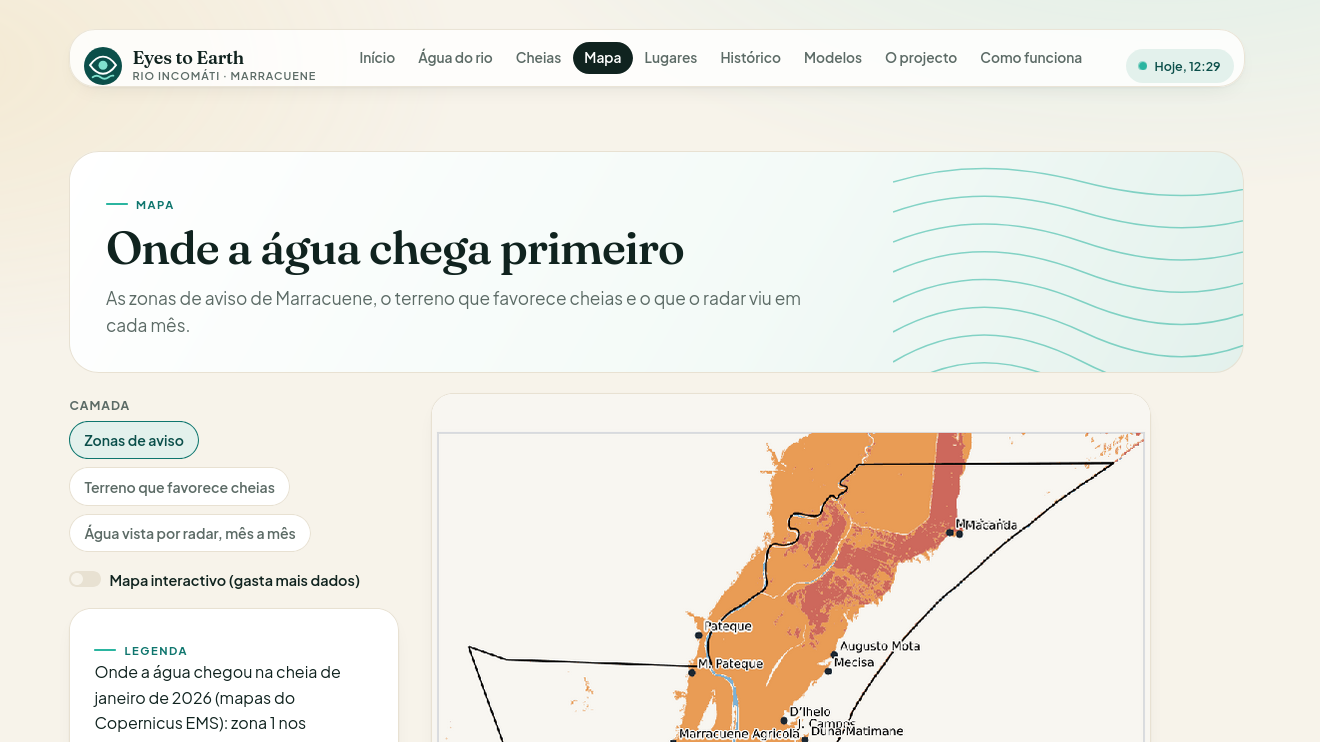 Eyes to Earth
RIO INCOMÁTI · MARRACUENE
Início
Água do rio
Cheias
Mapa
Lugares
Histórico
Modelos
O projecto
Como funciona
Hoje, 12:29
MAPA
Onde a água chega primeiro
As zonas de aviso de Marracuene, o terreno que favorece cheias e o que o radar viu em
cada mês.
CAMADA
Zonas de aviso
Terreno que favorece cheias
Água vista por radar, mês a mês
Mapa interactivo (gasta mais dados)
LEGENDA
Onde a água chegou na cheia de
janeiro de 2026 (mapas do
Copernicus EMS): zona 1 nos
Macanda
Pateque
Augusto Mota
M. Pateque
Mecisa
D'Ihelo
J. Campos
Duna Matimane
Marracuene Agricola